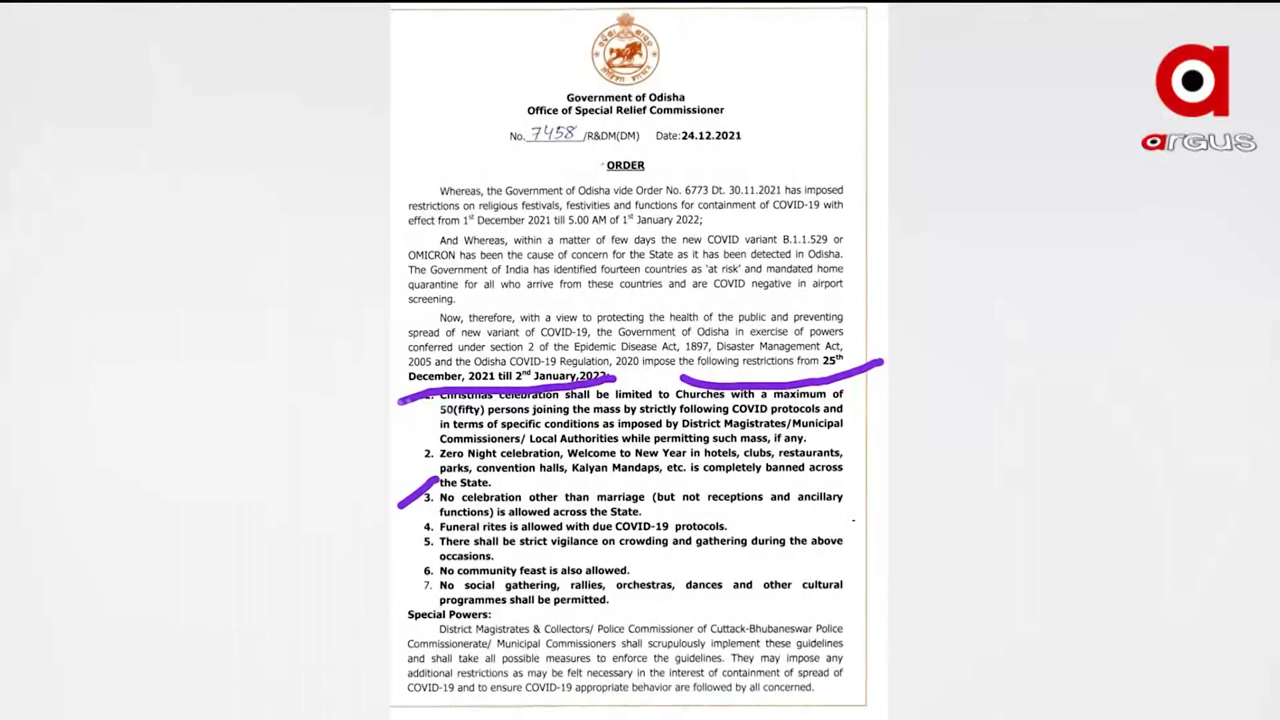 Government of Odisha
Office of Special Relief Commissioner
No. 7458 /R&DM(DM) Date:24.12.2021
ORDER
Whereas, the Government of Odisha vide Order No. 6773 Dt. 30.11.2021 has imposed
restrictions on religious festivals, festivities and functions for containment of COVID-19 with
effect from 1st December 2021 till 5.00 AM of 1st January 2022;
And Whereas, within a matter of few days the new COVID variant B.1.1.529 or
OMICRON has been the cause of concern for the State as it has been detected in Odisha.
The Government of India has identified fourteen countries as 'at risk' and mandated home
quarantine for all who arrive from these countries and are COVID negative in airport
screening.
Now, therefore, with a view to protecting the health of the public and preventing
spread of new variant of COVID-19, the Government of Odisha in exercise of powers
conferred under section 2 of the Epidemic Disease Act, 1897, Disaster Management Act,
2005 and the Odisha COVID-19 Regulation, 2020 impose the following restrictions from 25th
December, 2021 till 2nd January,2022:
1. Christmas celebration shall be limited to Churches with a maximum of
50(fifty) persons joining the mass by strictly following COVID protocols and
in terms of specific conditions as imposed by District Magistrates/Municipal
Commissioners/ Local Authorities while permitting such mass, if any.
2. Zero Night celebration, Welcome to New Year in hotels, clubs, restaurants,
parks, convention halls, Kalyan Mandaps, etc. is completely banned across
the State.
3. No celebration other than marriage (but not receptions and ancillary
functions) is allowed across the State.
4. Funeral rites is allowed with due COVID-19 protocols.
5. There shall be strict vigilance on crowding and gathering during the above
occasions.
6. No community feast is also allowed.
7. No social gathering, rallies, orchestras, dances and other cultural
programmes shall be permitted.
Special Powers:
District Magistrates & Collectors/ Police Commissioner of Cuttack-Bhubaneswar Police
Commissionerate/ Municipal Commissioners shall scrupulously implement these guidelines
and shall take all possible measures to enforce the guidelines. They may impose any
additional restrictions as may be felt necessary in the interest of containment of spread of
COVID-19 and to ensure COVID-19 appropriate behavior are followed by all concerned.
a
argus